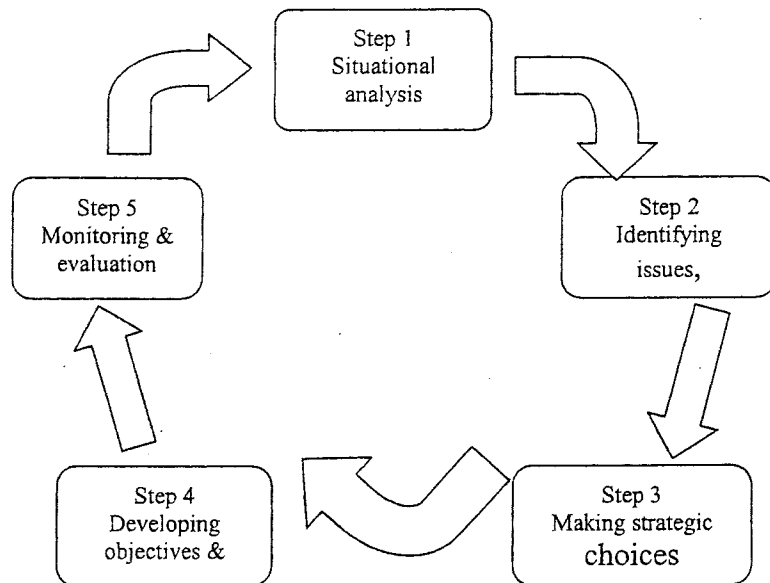 Step 1
Situational
analysis
Step 2
Identifying
issues,
Step 3
Making strategic
choices
Step 4
Developing
objectives &
Step 5
Monitoring &
evaluation